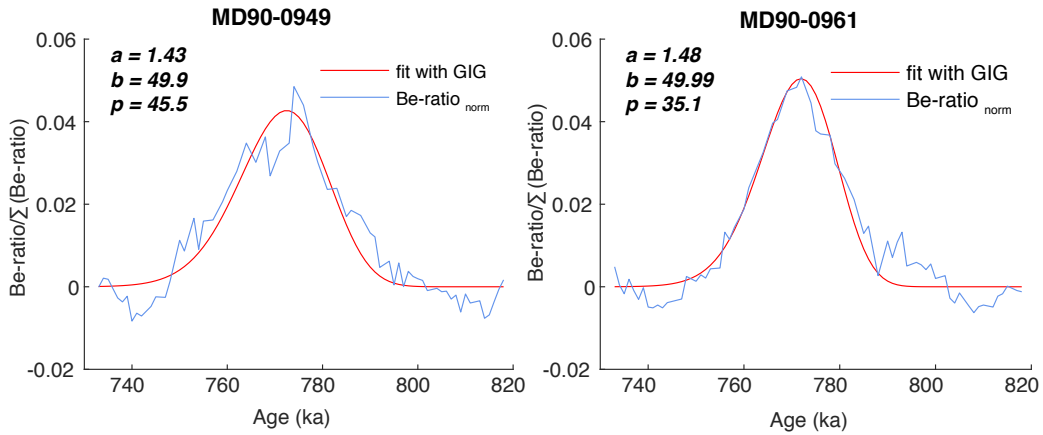 MD90-0949
a = 1.43
b = 49.9
p = 45.5
fit with GIG
Be-ratio norm
0.06
0.04
0.02
0
-0.02
Be-ratio/∑(Be-ratio)
740
760
780
800
820
Age (ka)
MD90-0961
a = 1.48
b = 49.99
p = 35.1
fit with GIG
Be-ratio norm
0.06
0.04
0.02
0
-0.02
Be-ratio/∑(Be-ratio)
740
760
780
800
820
Age (ka)